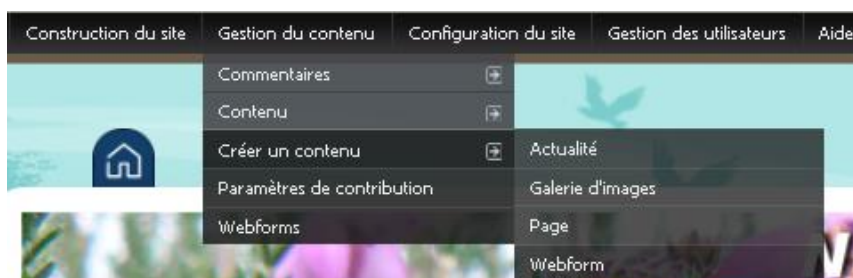 Construction du site Gestion du contenu Configuration du site Gestion des utilisateurs Aide
Commentaires
Contenu
Créer un contenu
Paramètres de contribution
Webforms
Actualité
Galerie d'images
Page
Webform